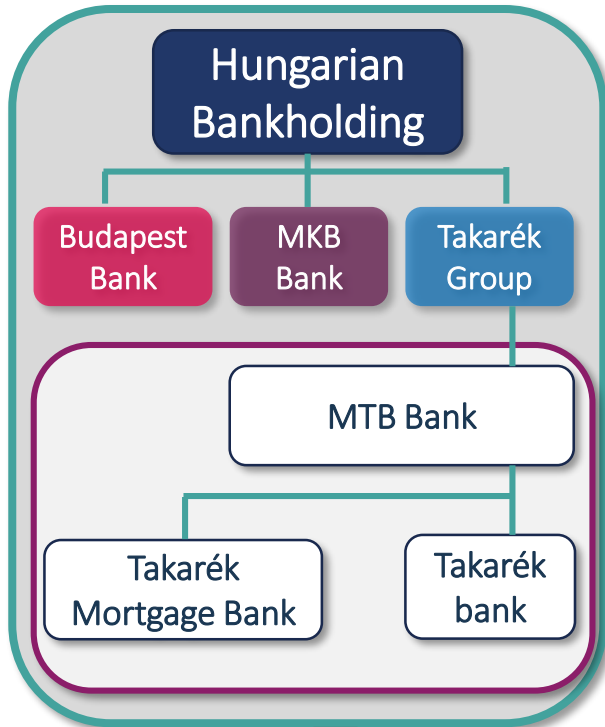 Hungarian
Bankholding
Budapest
Bank
MKB
Bank
Takarék
Group
MTB Bank
Takarék
Mortgage Bank
Takarék
bank